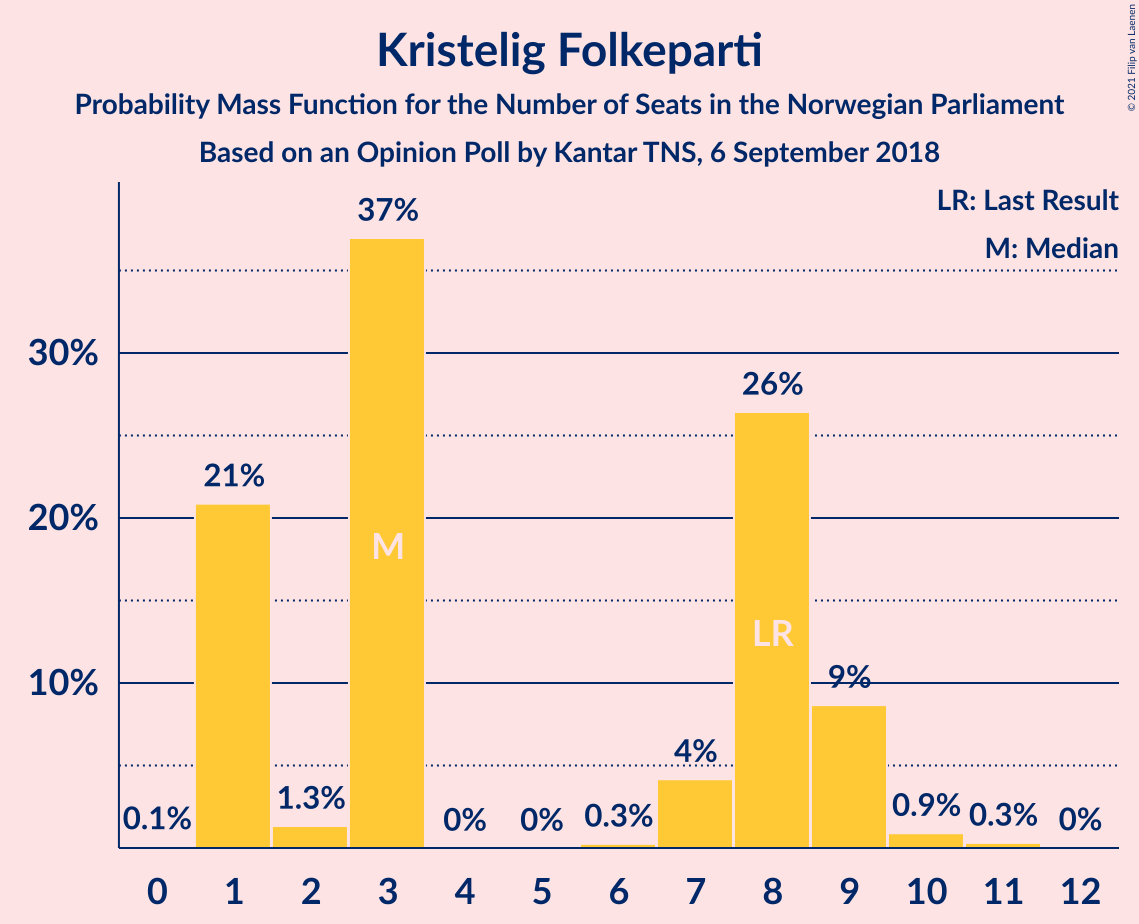 Kristelig Folkeparti
Probability Mass Function for the Number of Seats in the Norwegian Parliament
Based on an Opinion Poll by Kantar TNS, 6 September 2018
© 2021 Filip van Laenen
LR: Last Result
M: Median
37%
30%
26%
21%
20%
M
LR
10%
9%
4%
0.1%
1.3%
0%
0%
0.3%
0.9%
0.3%
0%
0 1 2 3 4 5 6 7 8 9 10 11 12